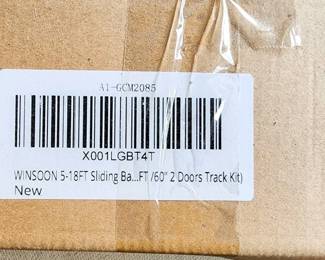 A1-GCM2085
X001LGBT4T
WINSOON 5-18FT Sliding Ba...FT /60" 2 Doors Track Kit)
New